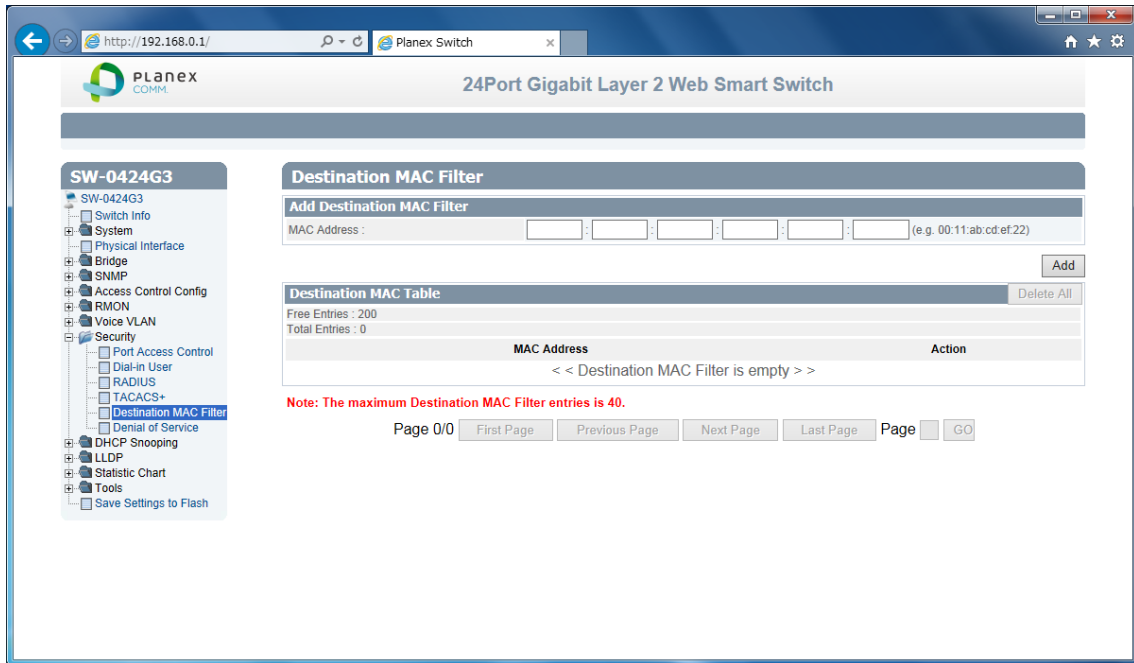 http://192.168.0.1/
Planex Switch
PLANEX
COMM.
24Port Gigabit Layer 2 Web Smart Switch
SW-0424G3
SW-0424G3
Switch Info
System
Physical Interface
Bridge
SNMP
Access Control Config
RMON
Voice VLAN
Security
Port Access Control
Dial-in User
RADIUS
TACACS+
Destination MAC Filter
Denial of Service
DHCP Snooping
LLDP
Statistic Chart
Tools
Save Settings to Flash
Destination MAC Filter
Add Destination MAC Filter
MAC Address : : : : : : (e.g. 00:11:ab:cd:ef:22)
Add
Destination MAC Table Delete All
Free Entries : 200
Total Entries : 0
MAC Address Action
< < Destination MAC Filter is empty > >
Note: The maximum Destination MAC Filter entries is 40.
Page 0/0 First Page Previous Page Next Page Last Page Page GO